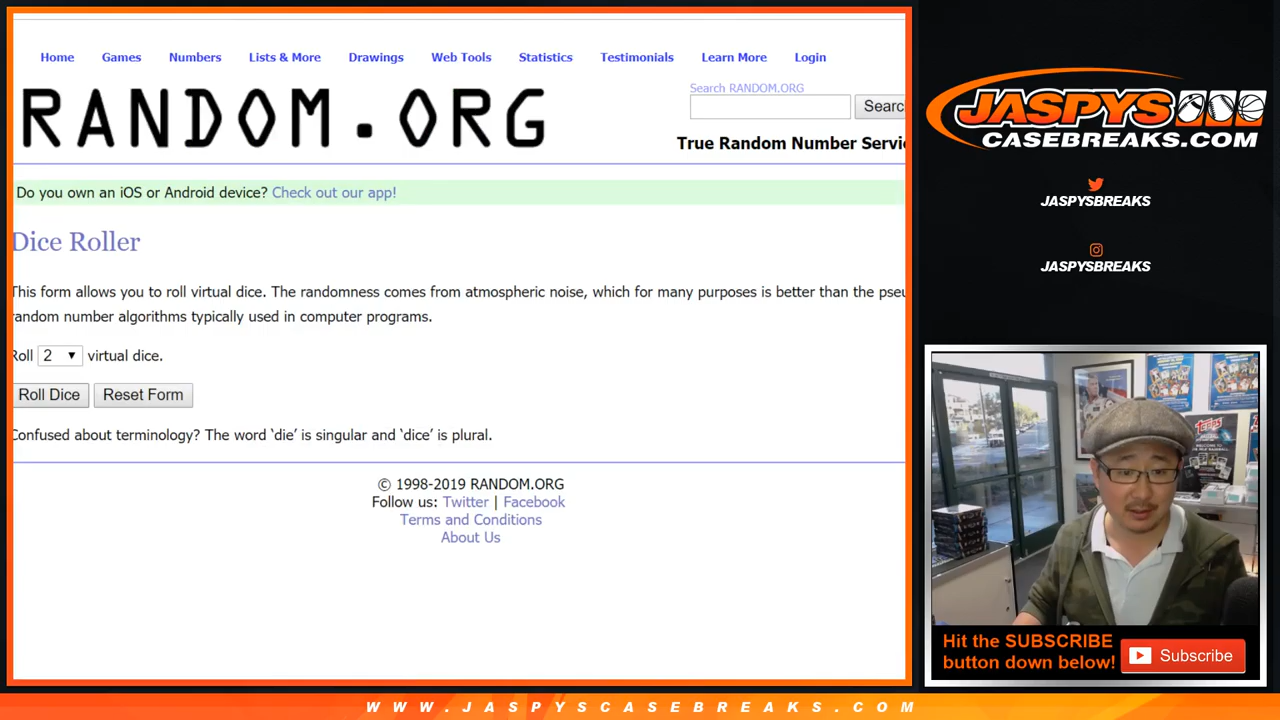 Home Games Numbers Lists & More Drawings Web Tools Statistics Testimonials Learn More Login
RANDOM.ORG
Search RANDOM.ORG
Searc
True Random Number Servi
Do you own an iOS or Android device? Check out our app!
Dice Roller
This form allows you to roll virtual dice. The randomness comes from atmospheric noise, which for many purposes is better than the pseu
random number algorithms typically used in computer programs.
Roll 2 virtual dice.
Roll Dice Reset Form
Confused about terminology? The word ‘die’ is singular and ‘dice’ is plural.
© 1998-2019 RANDOM.ORG
Follow us: Twitter | Facebook
Terms and Conditions
About Us
JASPYS
CASEBREAKS.COM
JASPYSBREAKS
JASPYSBREAKS
topps
Hit the SUBSCRIBE
button down below!
Subscribe
WWW.JASPYSCASEBREAKS.COM